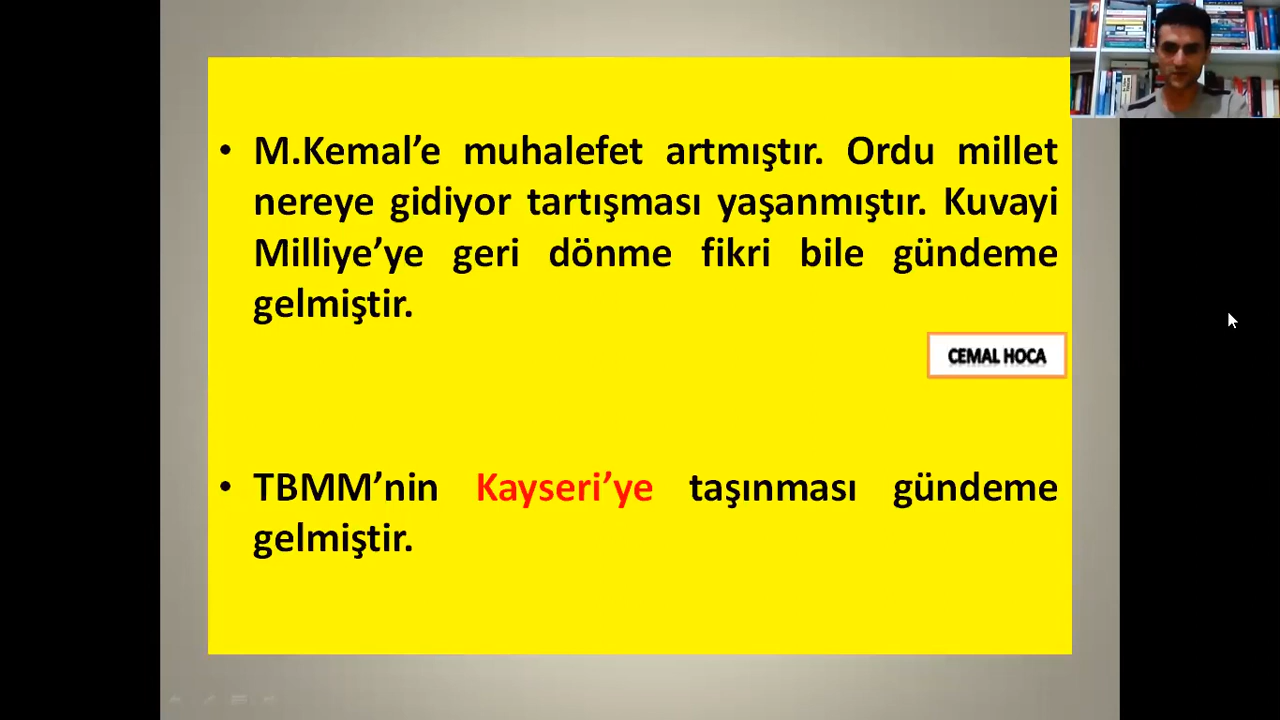 • M.Kemal’e muhalefet artmıştır. Ordu millet
nereye gidiyor tartışması yaşanmıştır. Kuvayi
Milliye’ye geri dönme fikri bile gündeme
gelmiştir.
CEMAL HOCA
• TBMM’nin Kayseri’ye taşınması gündeme
gelmiştir.